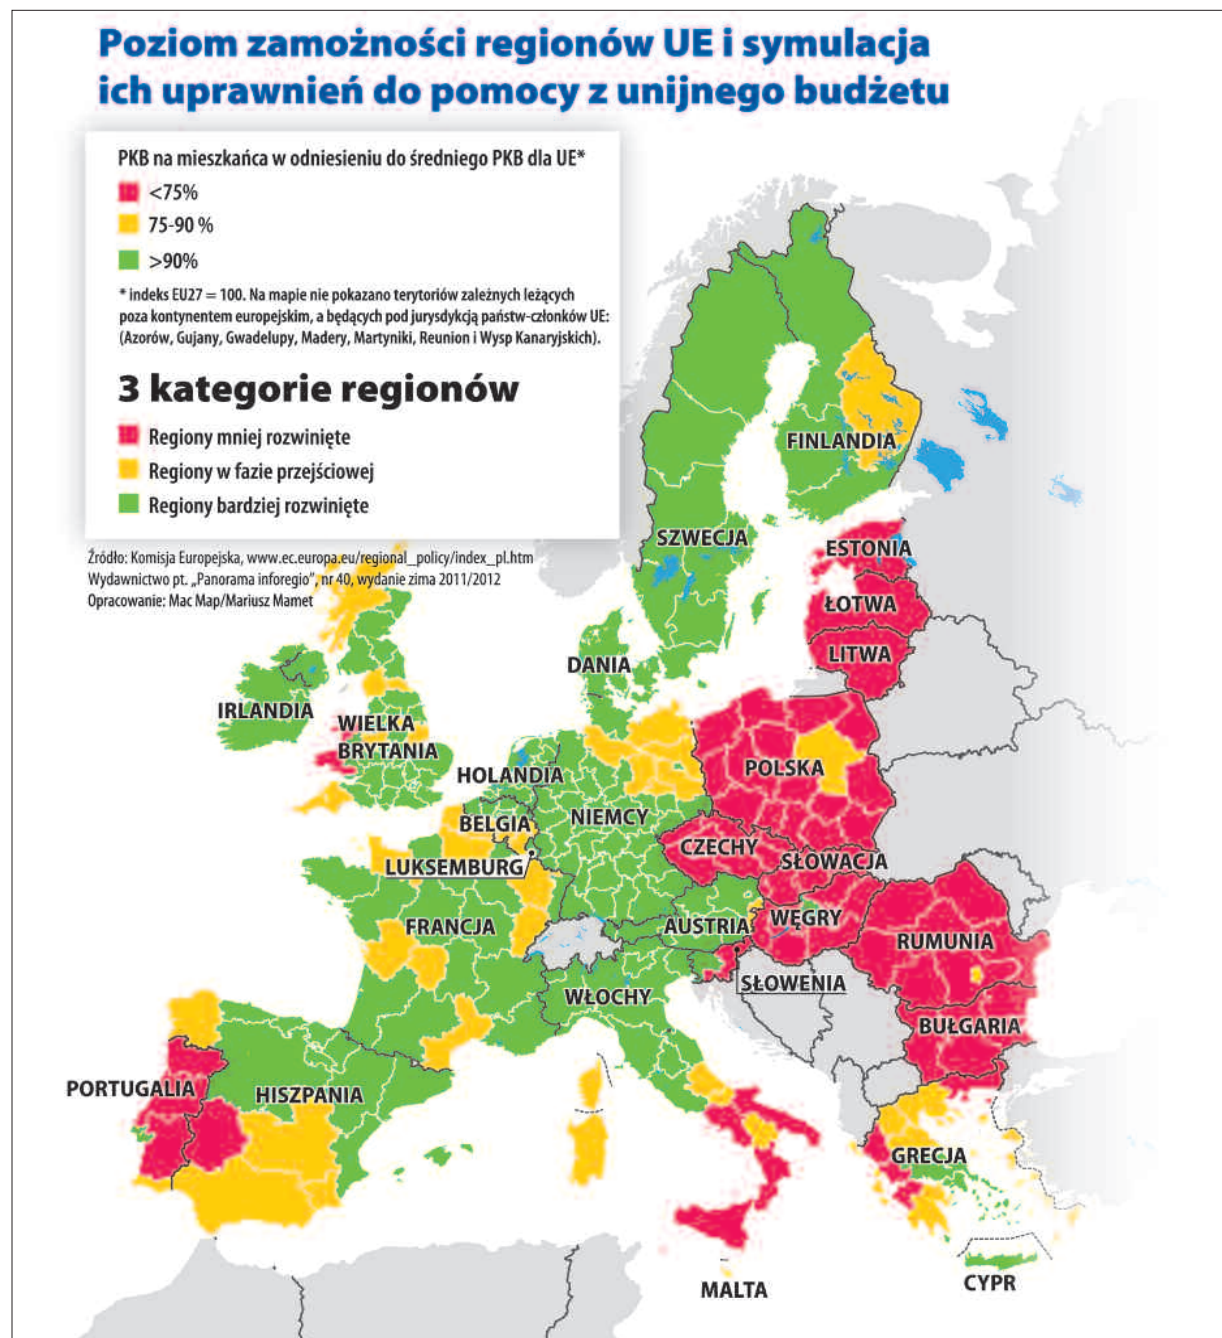 Poziom zamożności regionów UE i symulacja
ich uprawnień do pomocy z unijnego budżetu
PKB na mieszkańca w odniesieniu do średniego PKB dla UE*
<75%
75-90 %
>90%
* indeks EU27 = 100. Na mapie nie pokazano terytoriów zależnych leżących
poza kontynentem europejskim, a będących pod jurysdykcją państw-członków UE:
(Azorów, Gujany, Gwadelupy, Madery, Martyniki, Reunion i Wysp Kanaryjskich).
3 kategorie regionów
Regiony mniej rozwinięte
Regiony w fazie przejściowej
Regiony bardziej rozwinięte
Źródło: Komisja Europejska, www.ec.europa.eu/regional_policy/index_pl.htm
Wydawnictwo pt. „Panorama inforegio", nr 40, wydanie zima 2011/2012
Opracowanie: Mac Map/Mariusz Mamet
FINLANDIA
SZWECJA
ESTONIA
ŁOTWA
LITWA
DANIA
IRLANDIA
WIELKA
BRYTANIA
HOLANDIA
POLSKA
BELGIA
NIEMCY
LUKSEMBURG
CZECHY
SŁOWACJA
FRANCJA
AUSTRIA
WĘGRY
RUMUNIA
WŁOCHY
SŁOWENIA
BUŁGARIA
PORTUGALIA
HISZPANIA
GRECJA
MALTA
CYPR